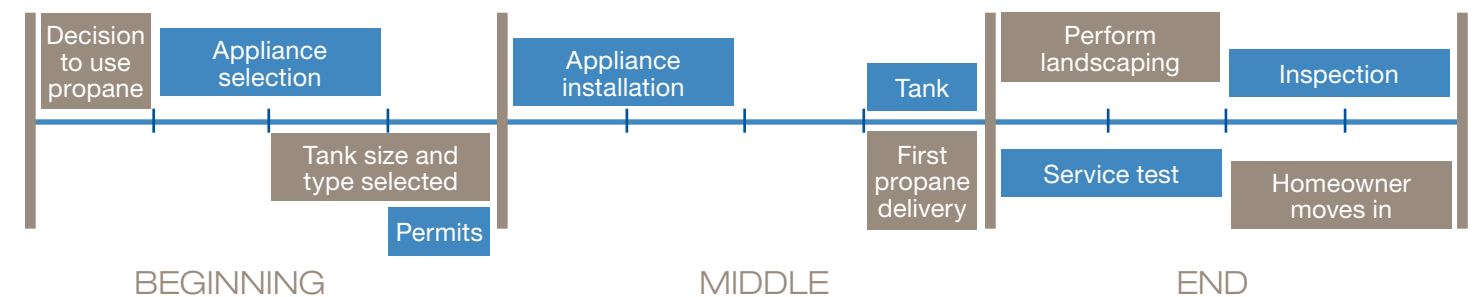 Decision
to use
propane
Appliance
selection
Tank size and
type selected
Permits
Appliance
installation
Tank
First
propane
delivery
Perform
landscaping
Inspection
Service test
Homeowner
moves in
BEGINNING
MIDDLE
END